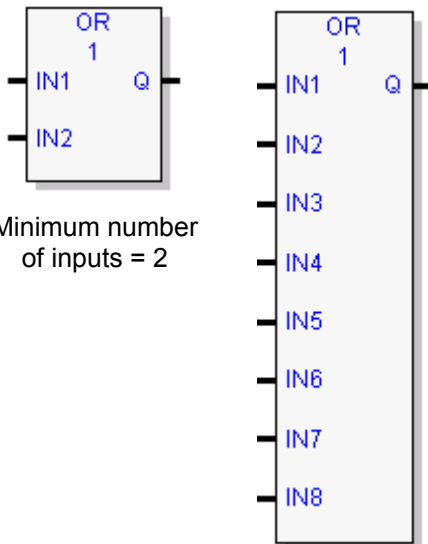 OR
1
IN1 Q
IN2
Minimum number
of inputs = 2
OR
1
IN1 Q
IN2
IN3
IN4
IN5
IN6
IN7
IN8